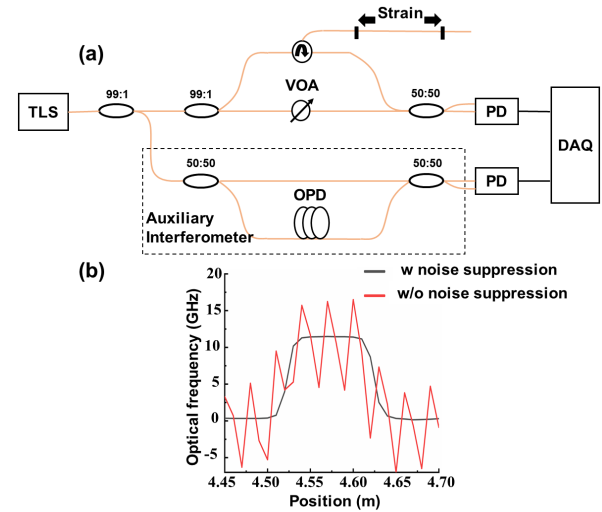 Strain
(a)
VOA
99:1
99:1
50:50
TLS
PD
DAQ
50:50
50:50
OPD
PD
Auxiliary
Interferometer
(b)
w noise suppression
w/o noise suppression
Optical frequency (GHz)
20
15
10
5
0
-5
4.45
4.50
4.55
4.60
4.65
4.70
Position (m)